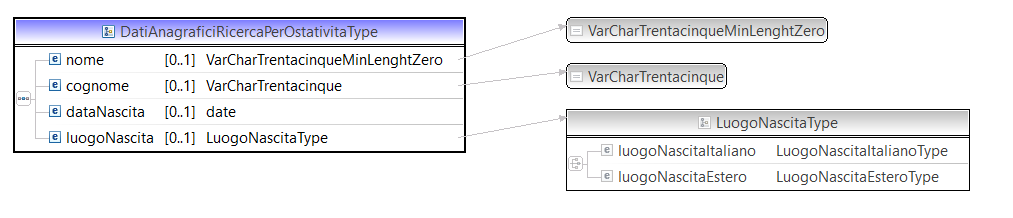 DatiAnagraficiRicercaPerOstativitaType
nome [0..1] VarCharTrentacinqueMinLenghtZero
cognome [0..1] VarCharTrentacinque
dataNascita [0..1] date
luogoNascita [0..1] LuogoNascitaType
VarCharTrentacinqueMinLenghtZero
VarCharTrentacinque
LuogoNascitaType
luogoNascitaItaliano LuogoNascitaItalianoType
luogoNascitaEstero LuogoNascitaEsteroType